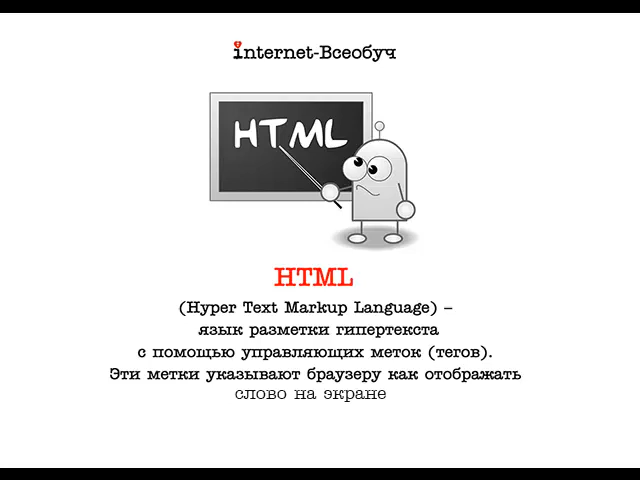 internet-Всеобуч
HTML
HTML
(Hyper Text Markup Language) –
язык разметки гипертекста
с помощью управляющих меток (тегов).
Эти метки указывают браузеру как отображать
слово на экране